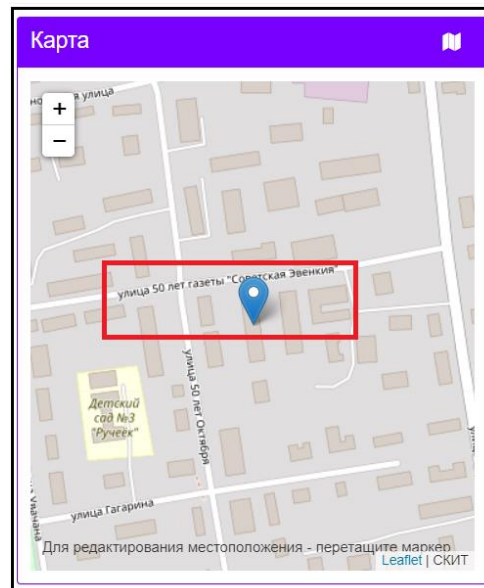 Карта
+
улица
−
улица 50 лет газеты "Советская Эвенкия"
улица 50 лет Октября
Детский
сад №3
"Ручеёк"
улица Гагарина
Для редактирования местоположения - перетащите маркер
Leaflet | СКИТ